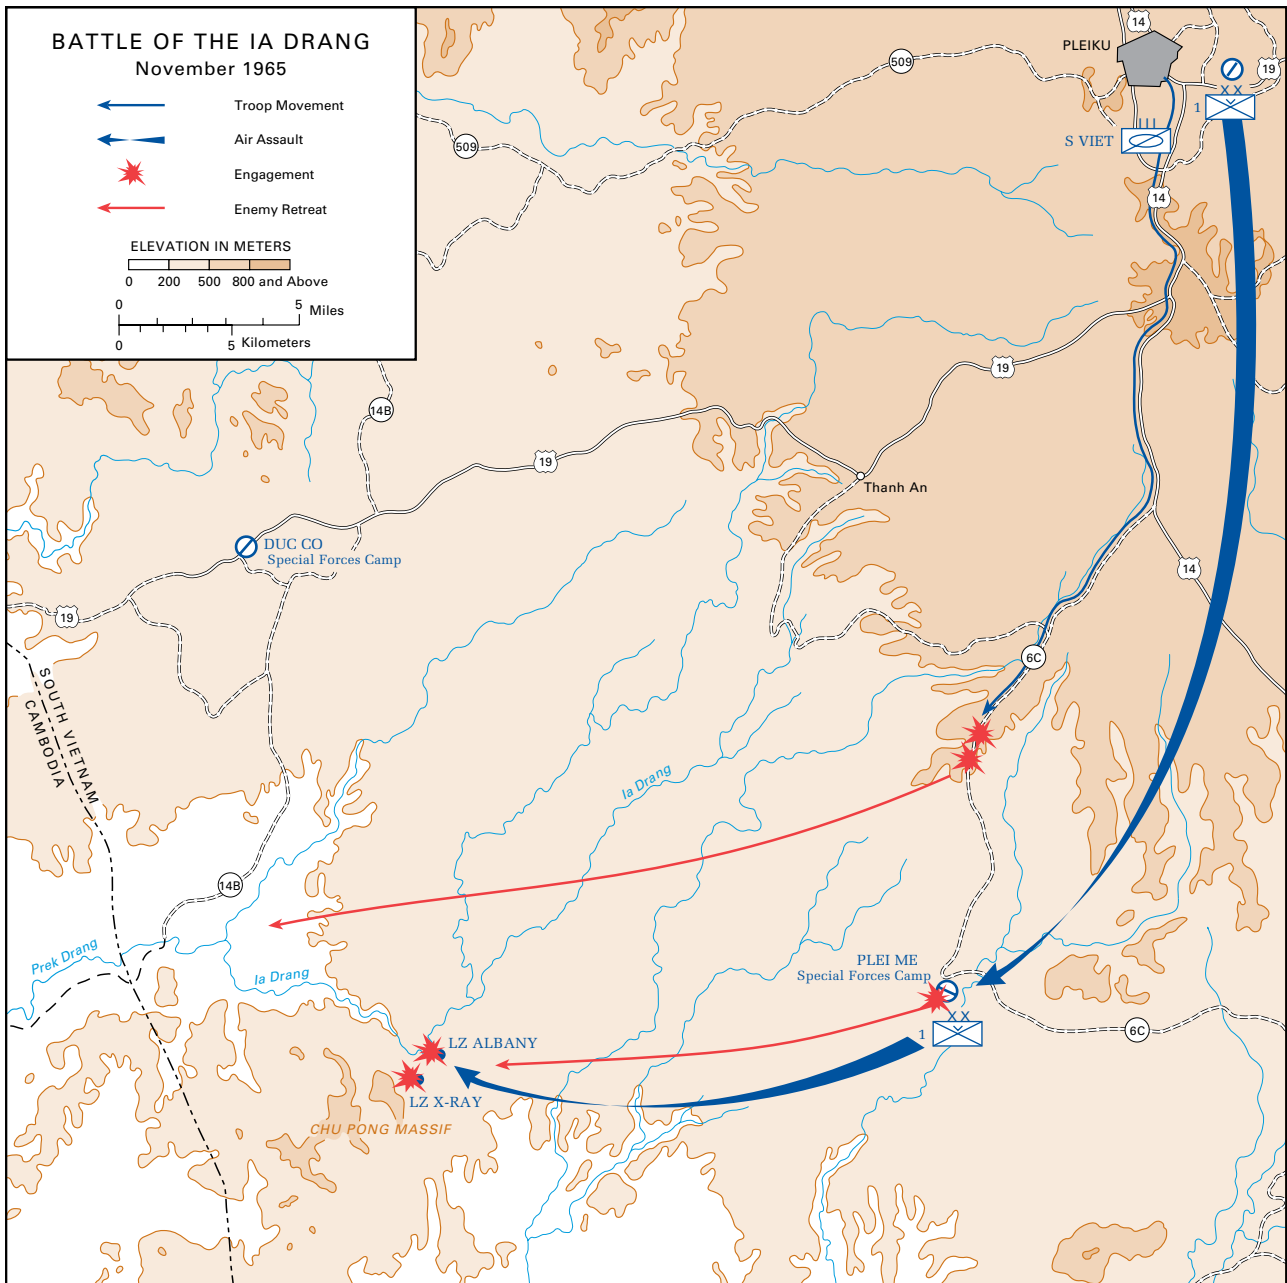 BATTLE OF THE IA DRANG
November 1965
Troop Movement
Air Assault
Engagement
Enemy Retreat
ELEVATION IN METERS
0 200 500 800 and Above
0 5 Miles
0 5 Kilometers
14
PLEIKU
509
19
X X
1
III
S VIET
509
14
19
14B
19
Thanh An
DUC CO
Special Forces Camp
14
19
6C
SOUTH VIETNAM
CAMBODIA
Ia Drang
14B
Prek Drang
Ia Drang
PLEI ME
Special Forces Camp
X X
1
6C
LZ ALBANY
LZ X-RAY
CHU PONG MASSIF